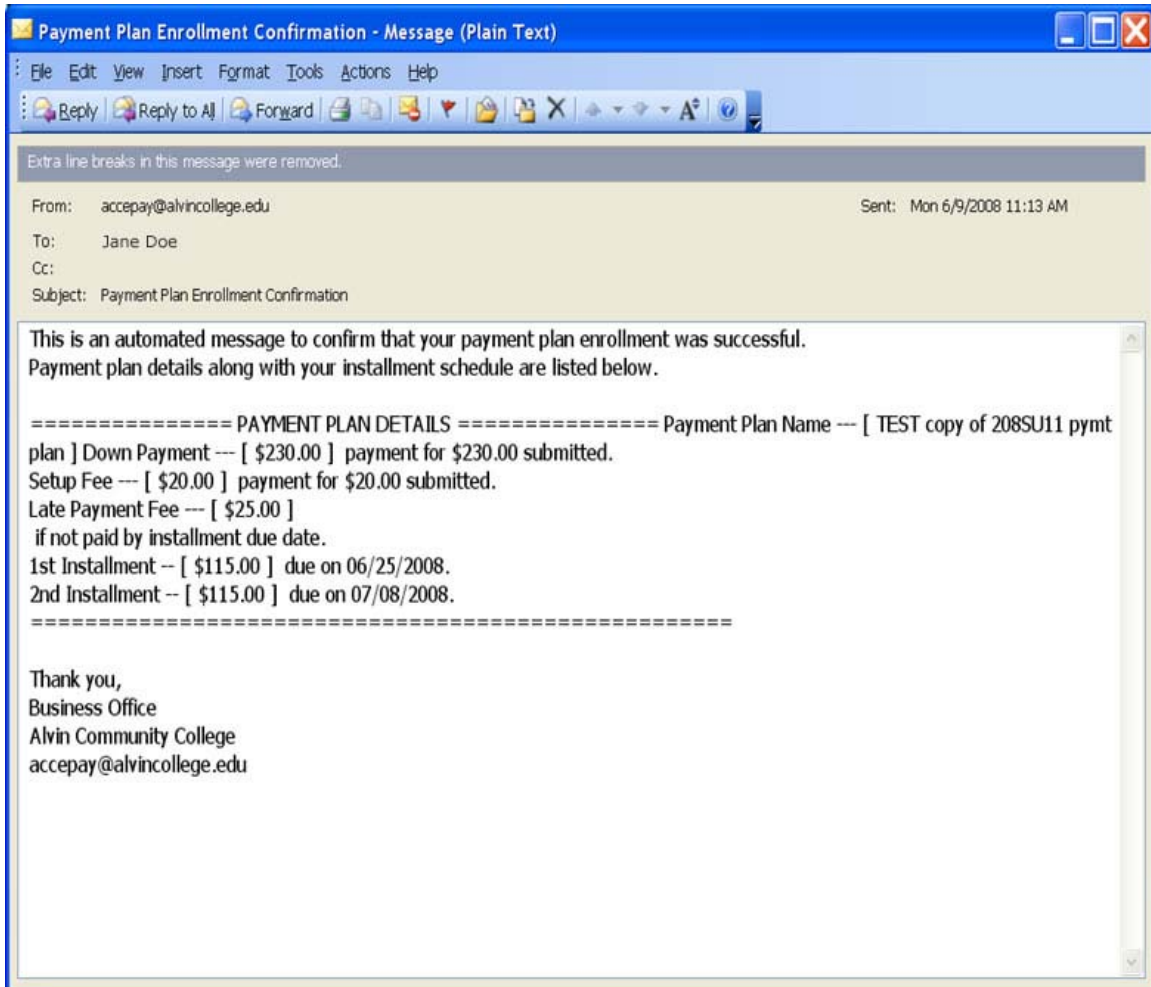 Payment Plan Enrollment Confirmation - Message (Plain Text)
File Edit View Insert Format Tools Actions Help
Reply Reply to All Forward
Extra line breaks in this message were removed.
From: accepay@alvincollege.edu Sent: Mon 6/9/2008 11:13 AM
To: Jane Doe
Cc:
Subject: Payment Plan Enrollment Confirmation
This is an automated message to confirm that your payment plan enrollment was successful.
Payment plan details along with your installment schedule are listed below.
=============== PAYMENT PLAN DETAILS =============== Payment Plan Name --- [ TEST copy of 208SU11 pymt
plan ] Down Payment --- [ $230.00 ] payment for $230.00 submitted.
Setup Fee --- [ $20.00 ] payment for $20.00 submitted.
Late Payment Fee --- [ $25.00 ]
if not paid by installment due date.
1st Installment -- [ $115.00 ] due on 06/25/2008.
2nd Installment -- [ $115.00 ] due on 07/08/2008.
====================================================
Thank you,
Business Office
Alvin Community College
accepay@alvincollege.edu